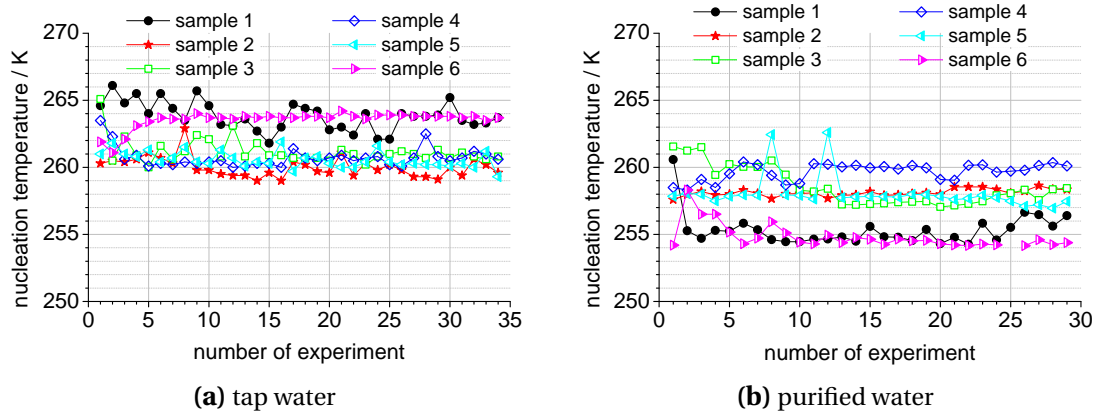 sample 1
sample 2
sample 3
sample 4
sample 5
sample 6
270
265
260
255
250
nucleation temperature / K
0 5 10 15 20 25 30 35
number of experiment
(a) tap water
sample 1
sample 2
sample 3
sample 4
sample 5
sample 6
270
265
260
255
250
nucleation temperature / K
0 5 10 15 20 25 30
number of experiment
(b) purified water